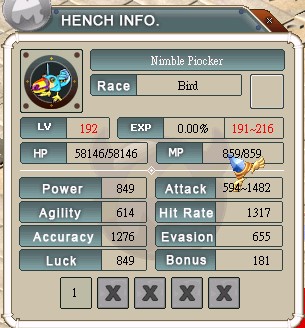 HENCH INFO.
Nimble Piocker
Race Bird
LV 192 EXP 0.00% 191~216
HP 58146/58146 MP 859/859
Power 849 Attack 594~1482
Agility 614 Hit Rate 1317
Accuracy 1276 Evasion 655
Luck 849 Bonus 181
1 X X X X